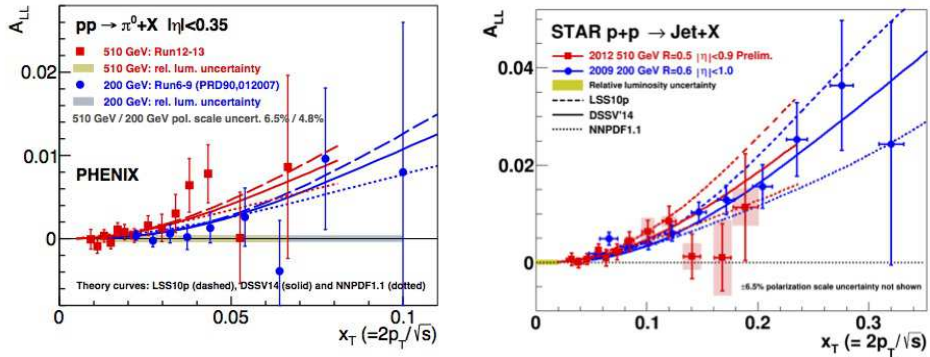 A_LL
pp → π⁰+X |η|<0.35
510 GeV: Run12-13
510 GeV: rel. lum. uncertainty
200 GeV: Run6-9 (PRD90,012007)
200 GeV: rel. lum. uncertainty
510 GeV / 200 GeV pol. scale uncert. 6.5% / 4.8%
PHENIX
Theory curves: LSS10p (dashed), DSSV14 (solid) and NNPDF1.1 (dotted)
0.02
0.01
0
0 0.05 0.1
x_T (=2p_T/√s)
A_LL
STAR p+p → Jet+X
2012 510 GeV R=0.5 |η|<0.9 Prelim.
2009 200 GeV R=0.6 |η|<1.0
Relative luminosity uncertainty
LSS10p
DSSV'14
NNPDF1.1
±6.5% polarization scale uncertainty not shown
0.04
0.02
0
0 0.1 0.2 0.3
x_T (= 2p_T/√s)